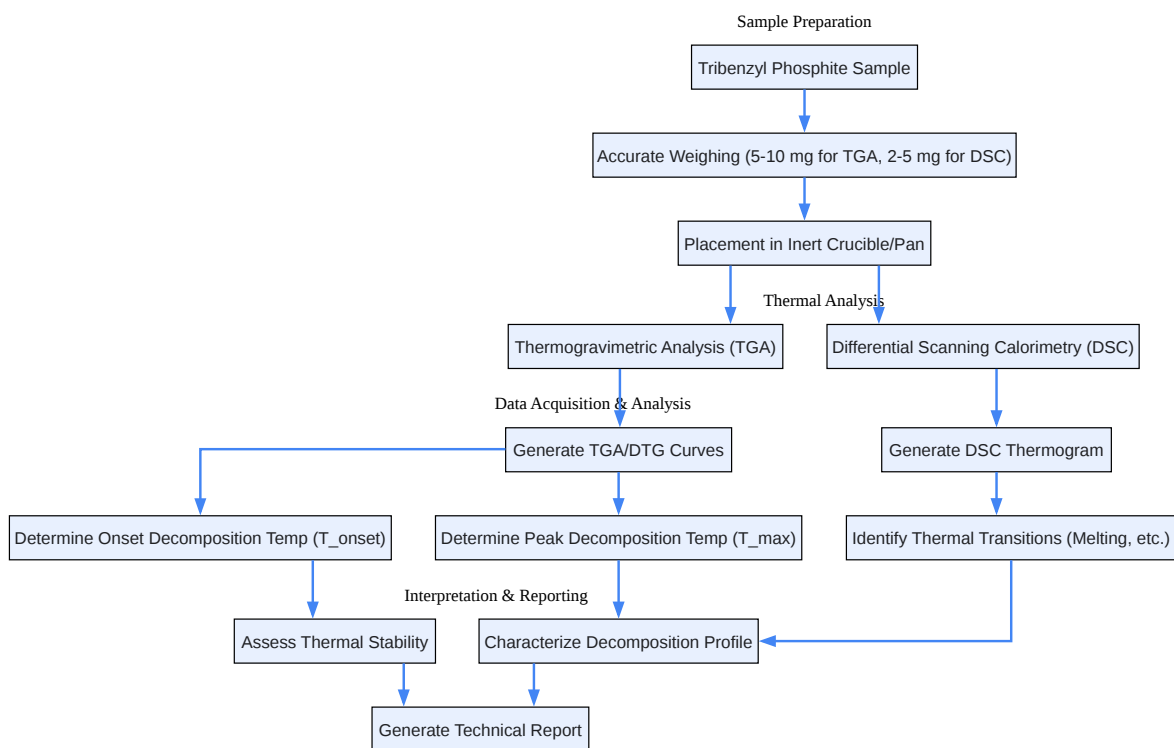 Sample Preparation
Tribenzyl Phosphite Sample
Accurate Weighing (5-10 mg for TGA, 2-5 mg for DSC)
Placement in Inert Crucible/Pan
Thermal Analysis
Thermogravimetric Analysis (TGA)
Differential Scanning Calorimetry (DSC)
Data Acquisition & Analysis
Generate TGA/DTG Curves
Generate DSC Thermogram
Determine Onset Decomposition Temp (T_onset)
Determine Peak Decomposition Temp (T_max)
Identify Thermal Transitions (Melting, etc.)
Interpretation & Reporting
Assess Thermal Stability
Characterize Decomposition Profile
Generate Technical Report